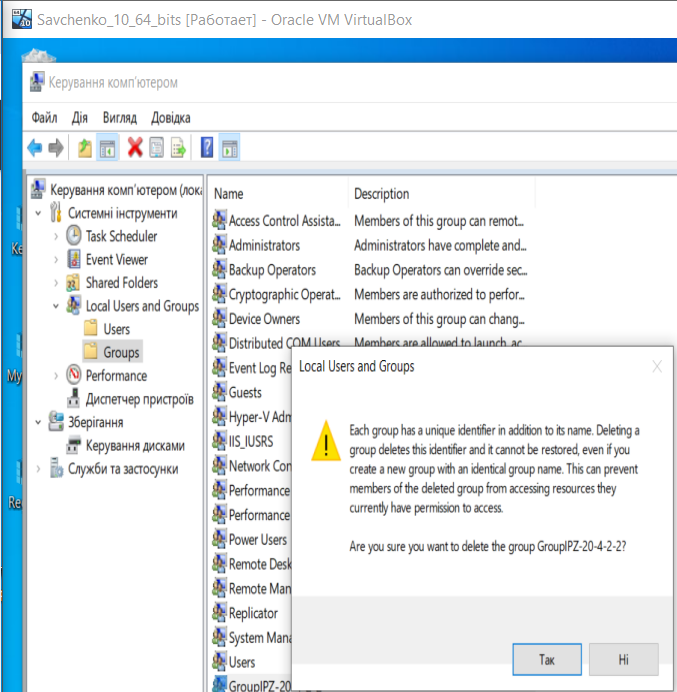 Savchenko_10_64_bits [Работает] - Oracle VM VirtualBox
Керування комп'ютером
Файл Дія Вигляд Довідка
Керування комп'ютером (лока
Системні інструменти
Task Scheduler
Event Viewer
Shared Folders
Local Users and Groups
Users
Groups
Performance
Диспетчер пристроїв
Зберігання
Керування дисками
Служби та застосунки
Name Description
Access Control Assista... Members of this group can remot...
Administrators Administrators have complete and...
Backup Operators Backup Operators can override sec...
Cryptographic Operat... Members are authorized to perfor...
Device Owners Members of this group can chang...
Distributed COM Users Members are allowed to launch, ac
Event Log Re
Guests
Hyper-V Adm
IIS_IUSRS
Network Con
Performance
Performance
Power Users
Remote Desk
Remote Man
Replicator
System Mana
Users
GroupIPZ-20-4-2-2
Local Users and Groups
Each group has a unique identifier in addition to its name. Deleting a
group deletes this identifier and it cannot be restored, even if you
create a new group with an identical group name. This can prevent
members of the deleted group from accessing resources they
currently have permission to access.
Are you sure you want to delete the group GroupIPZ-20-4-2-2?
Так Ні
Ke
My
Re